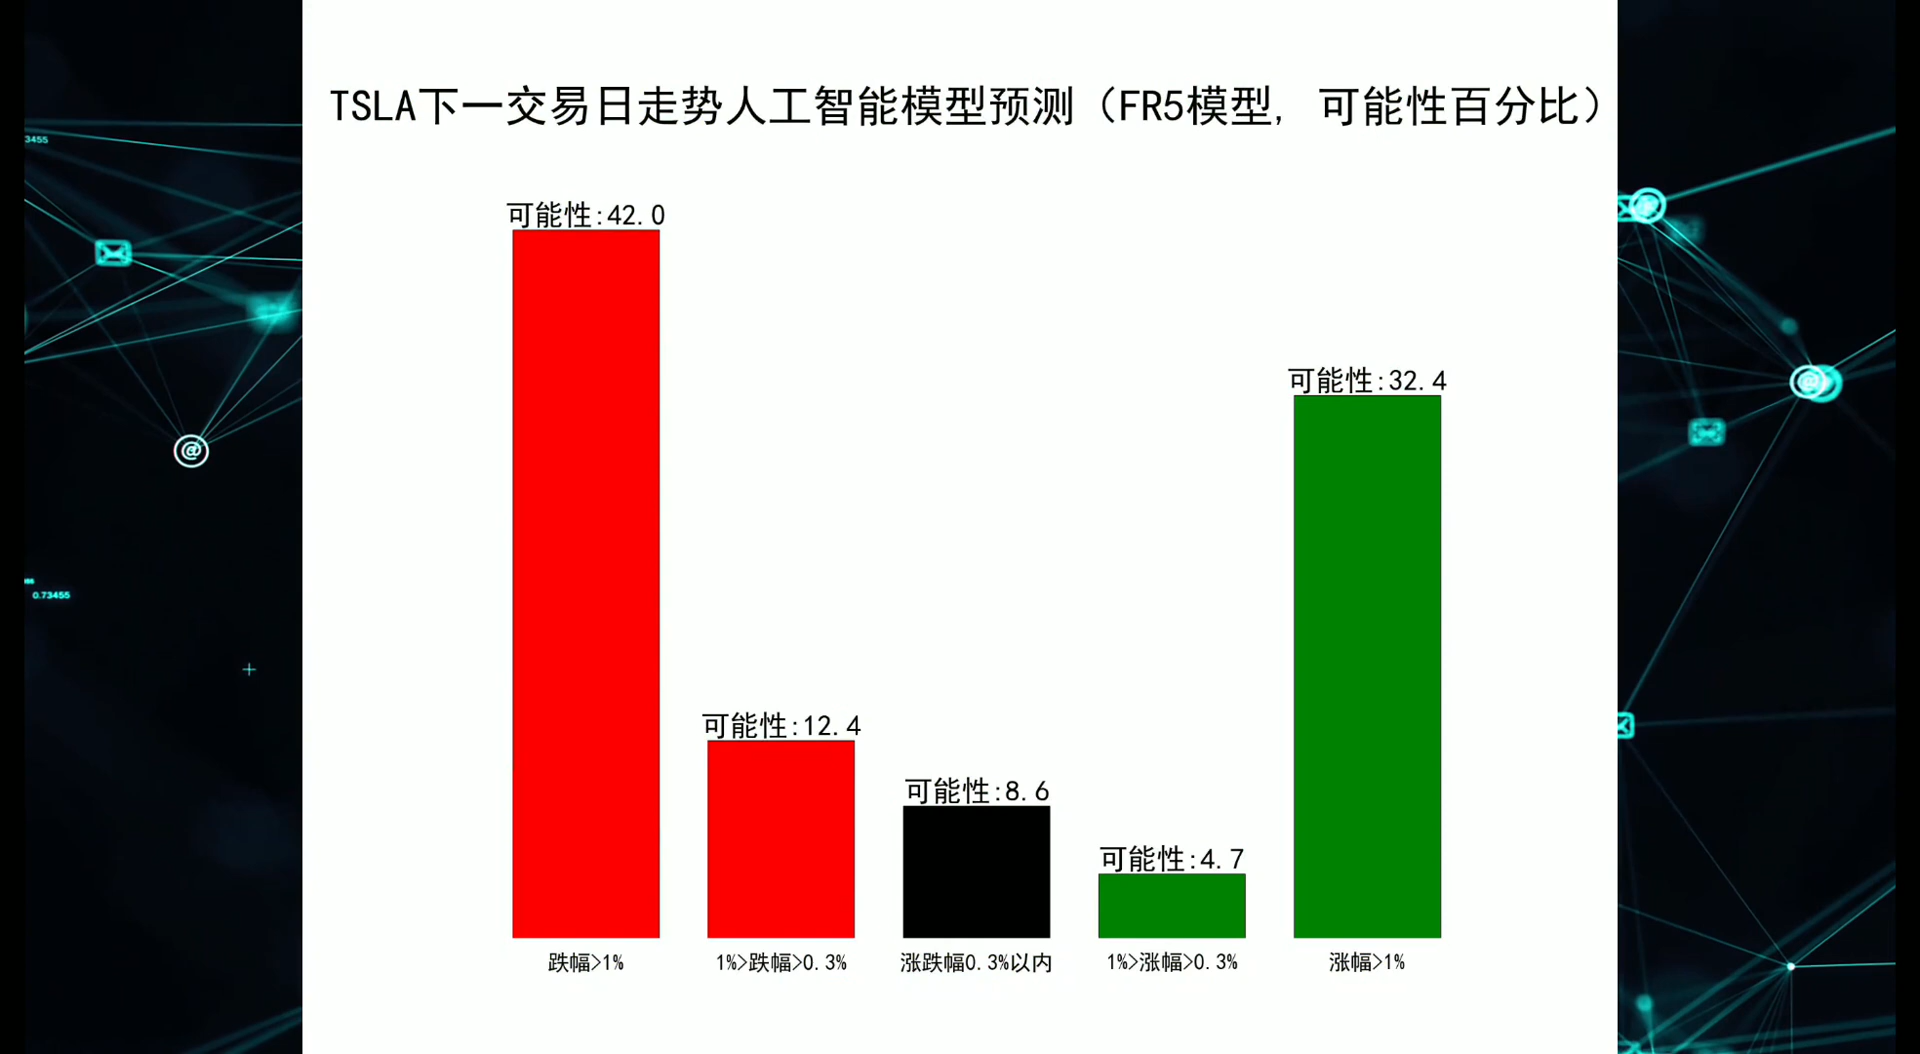 TSLA下一交易日走势人工智能模型预测（FR5模型, 可能性百分比）
可能性:42.0
可能性:32.4
可能性:12.4
可能性:8.6
可能性:4.7
跌幅>1%
1%>跌幅>0.3%
涨跌幅0.3%以内
1%>涨幅>0.3%
涨幅>1%
3455
0.73455